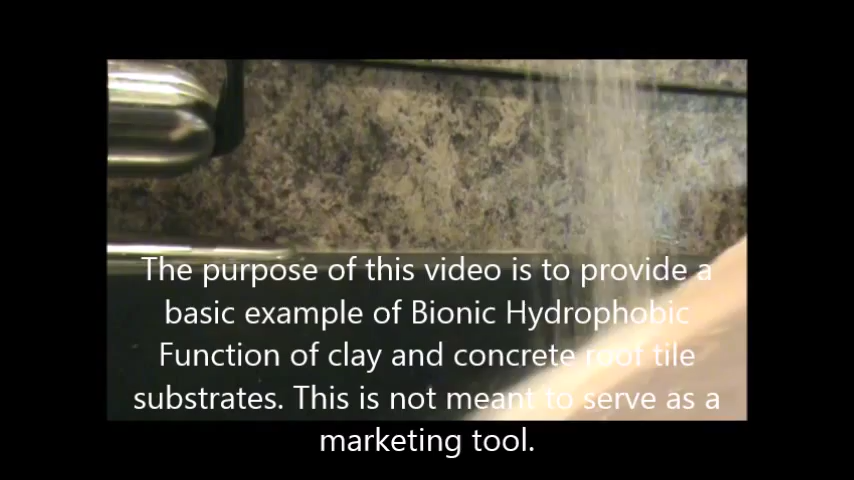 The purpose of this video is to provide a
basic example of Bionic Hydrophobic
Function of clay and concrete roof tile
substrates. This is not meant to serve as a
marketing tool.